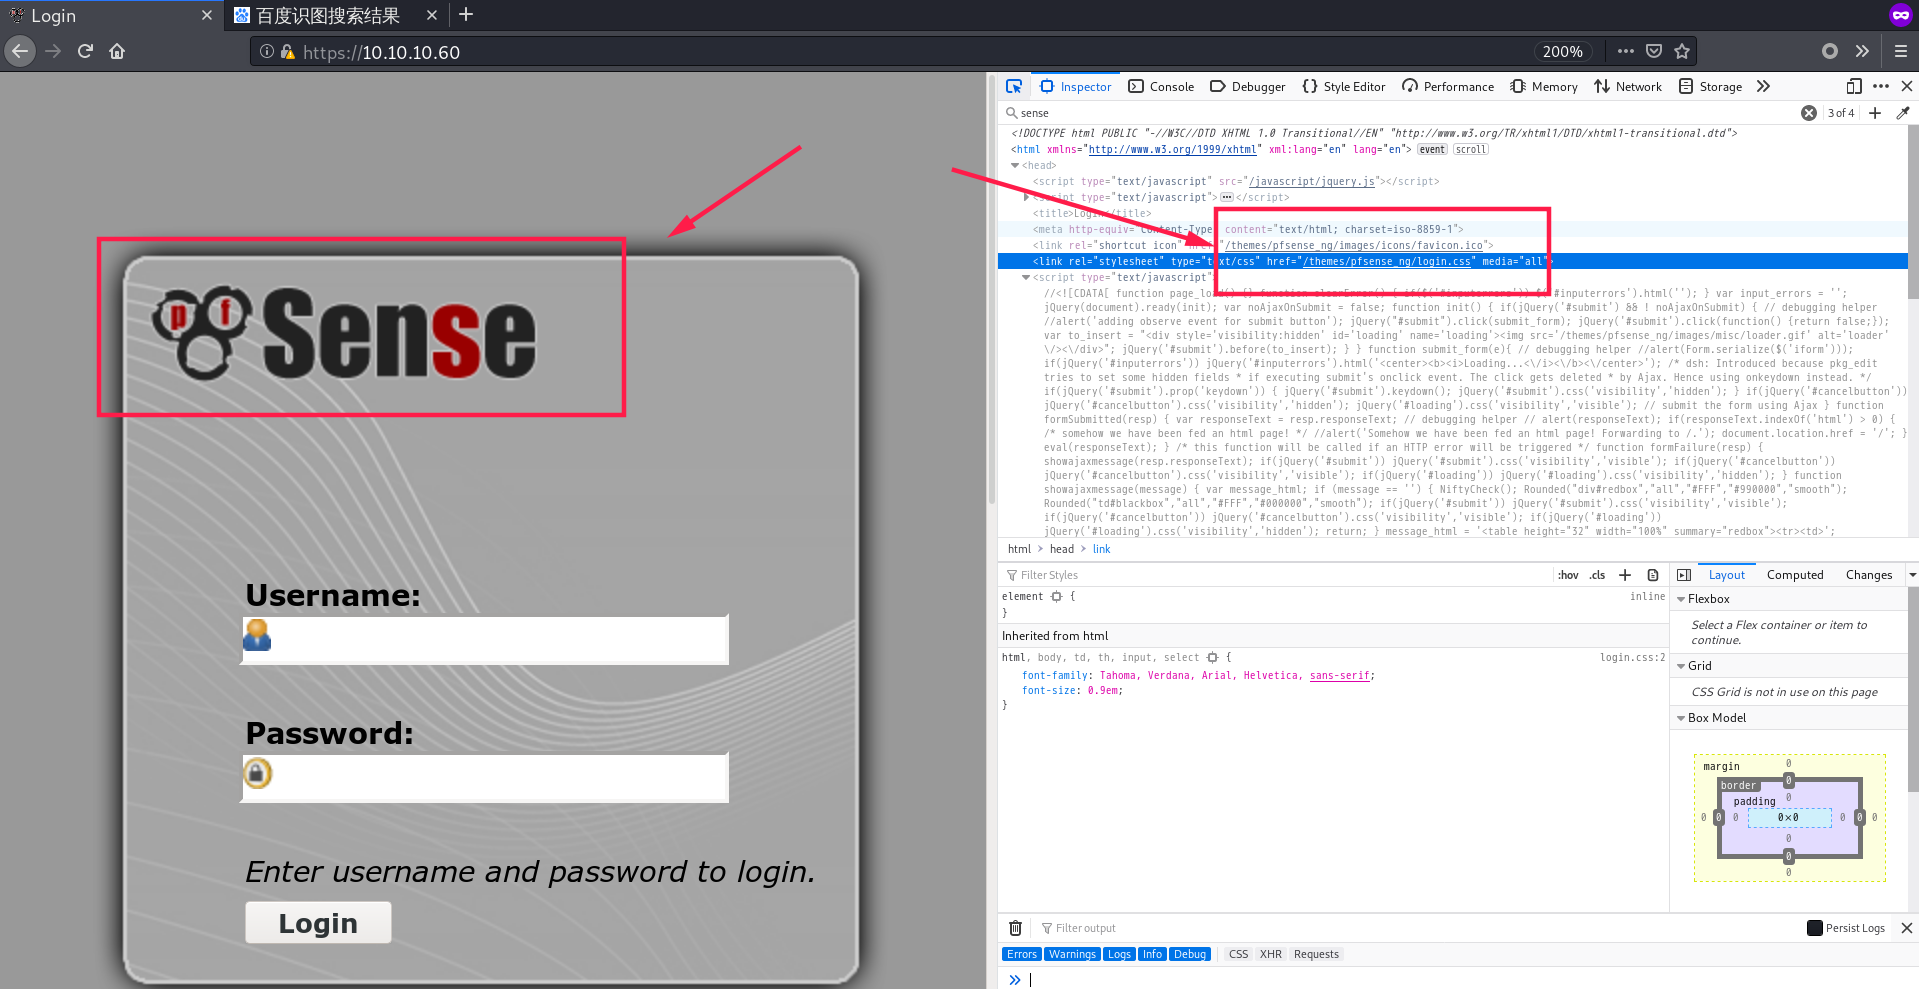 Login
百度识图搜索结果
https://10.10.10.60
200%
pf Sense
Username:
Password:
Enter username and password to login.
Login
Inspector Console Debugger Style Editor Performance Memory Network Storage
sense
3 of 4
<!DOCTYPE html PUBLIC "-//W3C//DTD XHTML 1.0 Transitional//EN" "http://www.w3.org/TR/xhtml1/DTD/xhtml1-transitional.dtd">
<html xmlns="http://www.w3.org/1999/xhtml" xml:lang="en" lang="en"> event scroll
<head>
<script type="text/javascript" src="/javascript/jquery.js"></script>
<script type="text/javascript"> ••• </script>
<title>Login</title>
<meta http-equiv="Content-Type" content="text/html; charset=iso-8859-1">
<link rel="shortcut icon" href="/themes/pfsense_ng/images/icons/favicon.ico">
<link rel="stylesheet" type="text/css" href="/themes/pfsense_ng/login.css" media="all">
<script type="text/javascript">
//<![CDATA[ function page_load() {} function clearError() { if($('#inputerrors')) $('#inputerrors').html(''); } var input_errors = '';
jQuery(document).ready(init); var noAjaxOnSubmit = false; function init() { if(jQuery('#submit') && ! noAjaxOnSubmit) { // debugging helper
//alert('adding observe event for submit button'); jQuery("#submit").click(submit_form); jQuery('#submit').click(function() {return false;});
var to_insert = "<div style='visibility:hidden' id='loading' name='loading'><img src='/themes/pfsense_ng/images/misc/loader.gif' alt='loader'
\/><\/div>"; jQuery('#submit').before(to_insert); } } function submit_form(e){ // debugging helper //alert(Form.serialize($('iform')));
if(jQuery('#inputerrors')) jQuery('#inputerrors').html('<center><b><i>Loading...<\/i><\/b><\/center>'); /* dsh: Introduced because pkg_edit
tries to set some hidden fields * if executing submit's onclick event. The click gets deleted * by Ajax. Hence using onkeydown instead. */
if(jQuery('#submit').prop('keydown')) { jQuery('#submit').keydown(); jQuery('#submit').css('visibility','hidden'); } if(jQuery('#cancelbutton'))
jQuery('#cancelbutton').css('visibility','hidden'); jQuery('#loading').css('visibility','visible'); // submit the form using Ajax } function
formSubmitted(resp) { var responseText = resp.responseText; // debugging helper // alert(responseText); if(responseText.indexOf('html') > 0) {
/* somehow we have been fed an html page! */ //alert('Somehow we have been fed an html page! Forwarding to /.'); document.location.href = '/'; }
eval(responseText); } /* this function will be called if an HTTP error will be triggered */ function formFailure(resp) {
showajaxmessage(resp.responseText); if(jQuery('#submit')) jQuery('#submit').css('visibility','visible'); if(jQuery('#cancelbutton'))
jQuery('#cancelbutton').css('visibility','visible'); if(jQuery('#loading')) jQuery('#loading').css('visibility','hidden'); } function
showajaxmessage(message) { var message_html; if (message == '') { NiftyCheck(); Rounded("div#redbox","all","#FFF","#990000","smooth");
Rounded("td#blackbox","all","#FFF","#000000","smooth"); if(jQuery('#submit')) jQuery('#submit').css('visibility','visible');
if(jQuery('#cancelbutton')) jQuery('#cancelbutton').css('visibility','visible'); if(jQuery('#loading'))
jQuery('#loading').css('visibility','hidden'); return; } message_html = '<table height="32" width="100%" summary="redbox"><tr><td>';
html > head > link
Filter Styles
:hov .cls
element {
inline
}
Inherited from html
html, body, td, th, input, select {
login.css:2
font-family: Tahoma, Verdana, Arial, Helvetica, sans-serif;
font-size: 0.9em;
}
Layout Computed Changes
Flexbox
Select a Flex container or item to
continue.
Grid
CSS Grid is not in use on this page
Box Model
margin 0
border 0
padding 0
0 0 0 0×0 0 0 0
0
0
0
Filter output
Persist Logs
Errors Warnings Logs Info Debug CSS XHR Requests